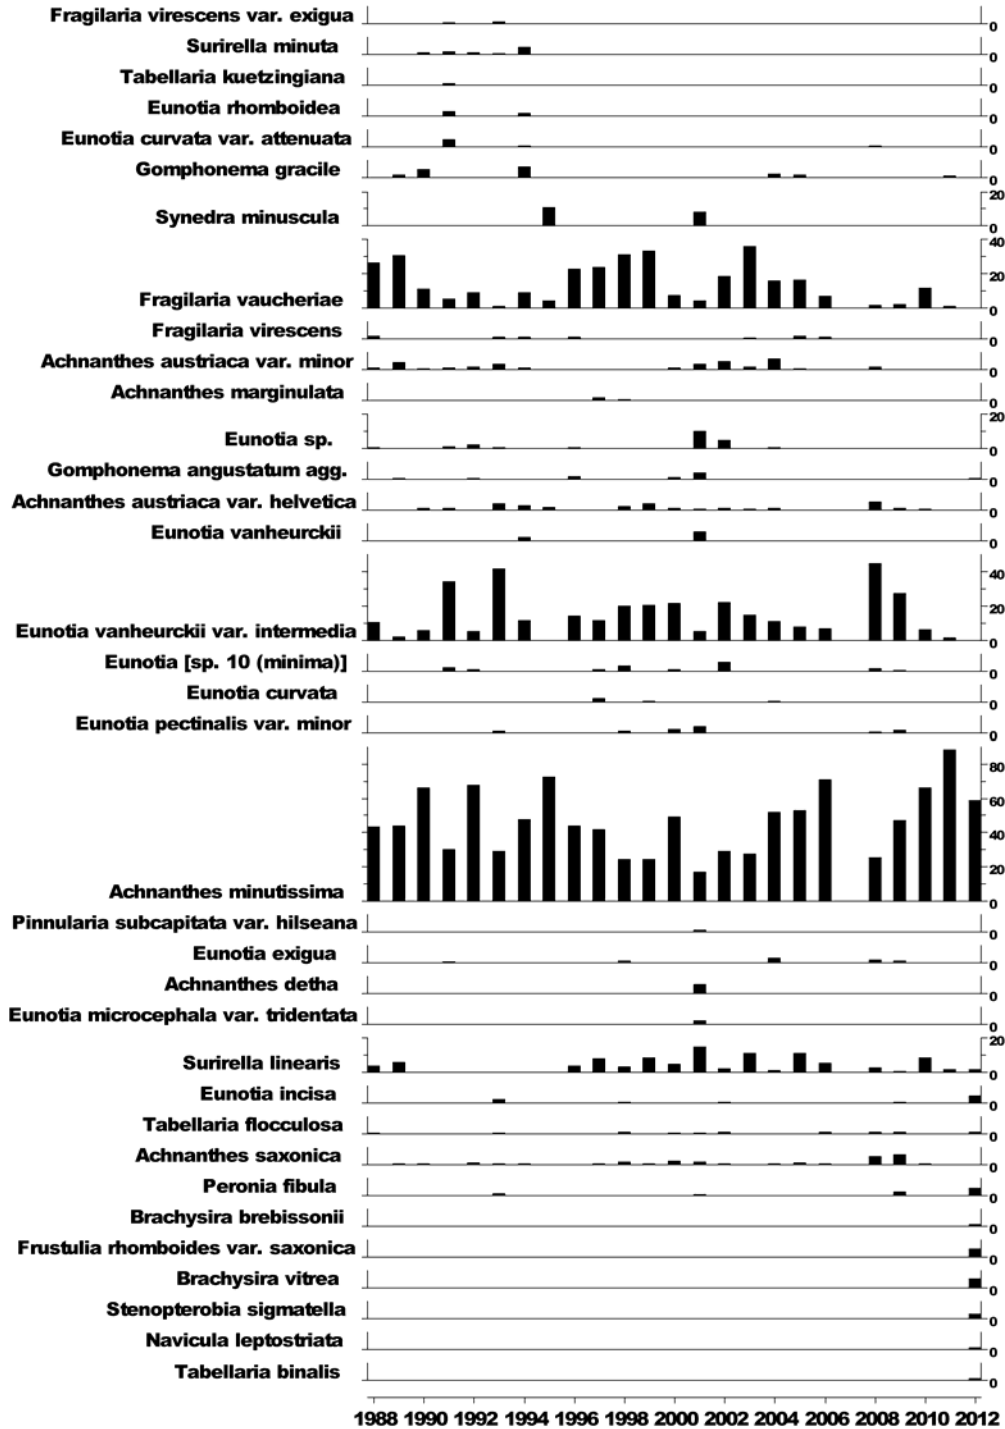 Fragilaria virescens var. exigua 0
Surirella minuta 0
Tabellaria kuetzingiana 0
Eunotia rhomboidea 0
Eunotia curvata var. attenuata 0
Gomphonema gracile 0
20
Synedra minuscula 0
40
20
Fragilaria vaucheriae 0
Fragilaria virescens 0
Achnanthes austriaca var. minor 0
Achnanthes marginulata 0
20
Eunotia sp. 0
Gomphonema angustatum agg. 0
Achnanthes austriaca var. helvetica 0
Eunotia vanheurckii 0
40
20
Eunotia vanheurckii var. intermedia 0
Eunotia [sp. 10 (minima)] 0
Eunotia curvata 0
Eunotia pectinalis var. minor 0
80
60
40
20
Achnanthes minutissima 0
Pinnularia subcapitata var. hilseana 0
Eunotia exigua 0
Achnanthes detha 0
Eunotia microcephala var. tridentata 0
20
Surirella linearis 0
Eunotia incisa 0
Tabellaria flocculosa 0
Achnanthes saxonica 0
Peronia fibula 0
Brachysira brebissonii 0
Frustulia rhomboides var. saxonica 0
Brachysira vitrea 0
Stenopterobia sigmatella 0
Navicula leptostriata 0
Tabellaria binalis 0
1988 1990 1992 1994 1996 1998 2000 2002 2004 2006 2008 2010 2012